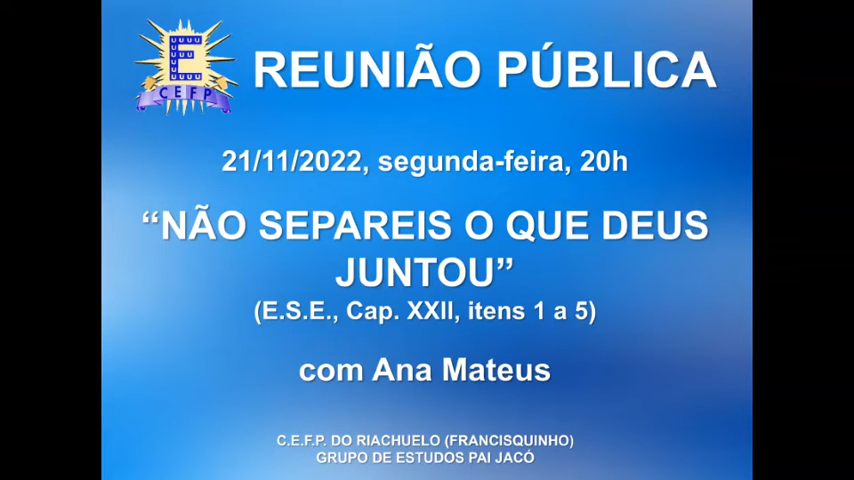 E
CEFP
REUNIÃO PÚBLICA
21/11/2022, segunda-feira, 20h
“NÃO SEPAREIS O QUE DEUS
JUNTOU”
(E.S.E., Cap. XXII, itens 1 a 5)
com Ana Mateus
C.E.F.P. DO RIACHUELO (FRANCISQUINHO)
GRUPO DE ESTUDOS PAI JACÓ